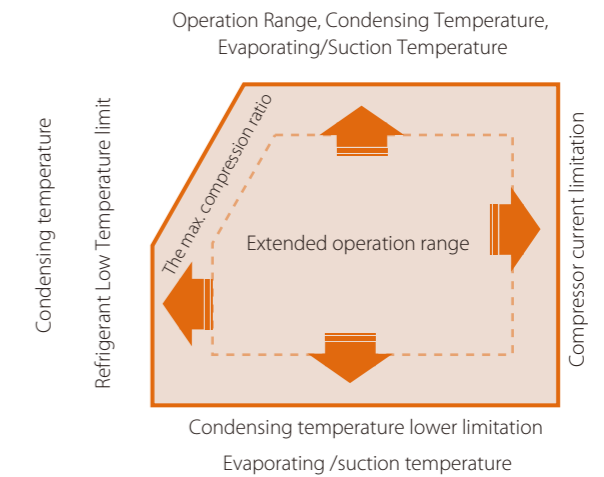 Operation Range, Condensing Temperature,
Evaporating/Suction Temperature
Condensing temperature
Refrigerant Low Temperature limit
The max. compression ratio
Extended operation range
Compressor current limitation
Condensing temperature lower limitation
Evaporating /suction temperature